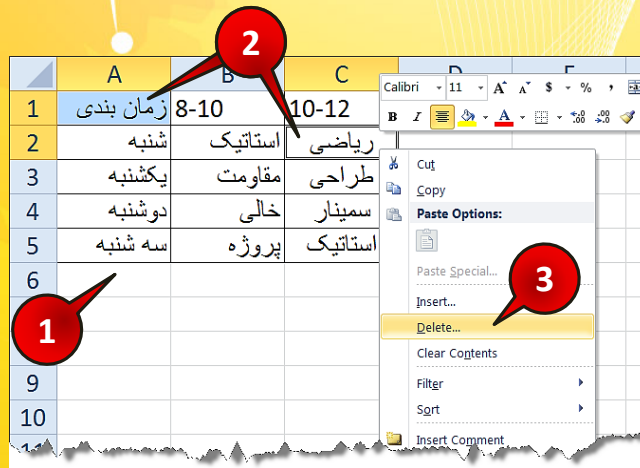 2
A B C D E
Calibri 11 A A $ % ,
B I A
1 زمان بندی 8-10 10-12
2 شنبه استاتیک ریاضی
3 یکشنبه مقاومت طراحی
4 دوشنبه خالی سمینار
5 سه شنبه پروژه استاتیک
6
9
10
11
1
Cut
Copy
Paste Options:
Paste Special...
Insert...
Delete...
3
Clear Contents
Filter
Sort
Insert Comment